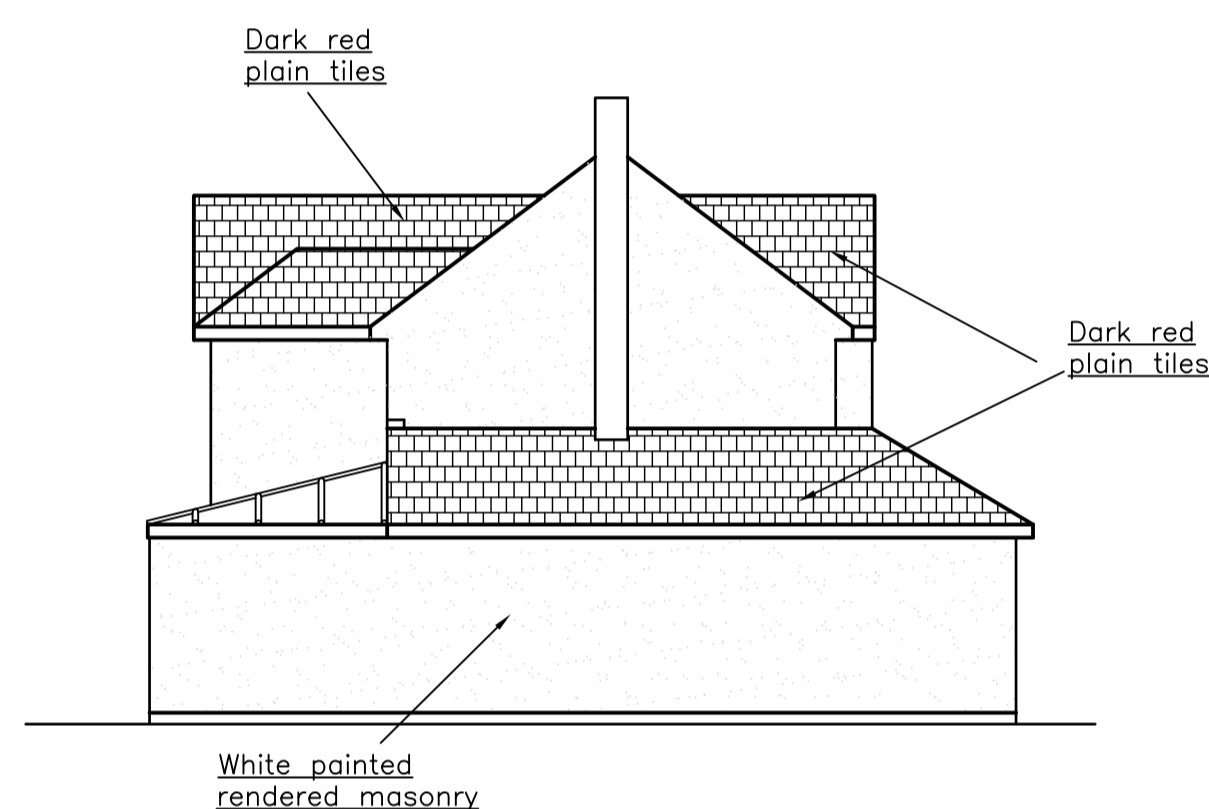 Dark red
plain tiles
Dark red
plain tiles
White painted
rendered masonry